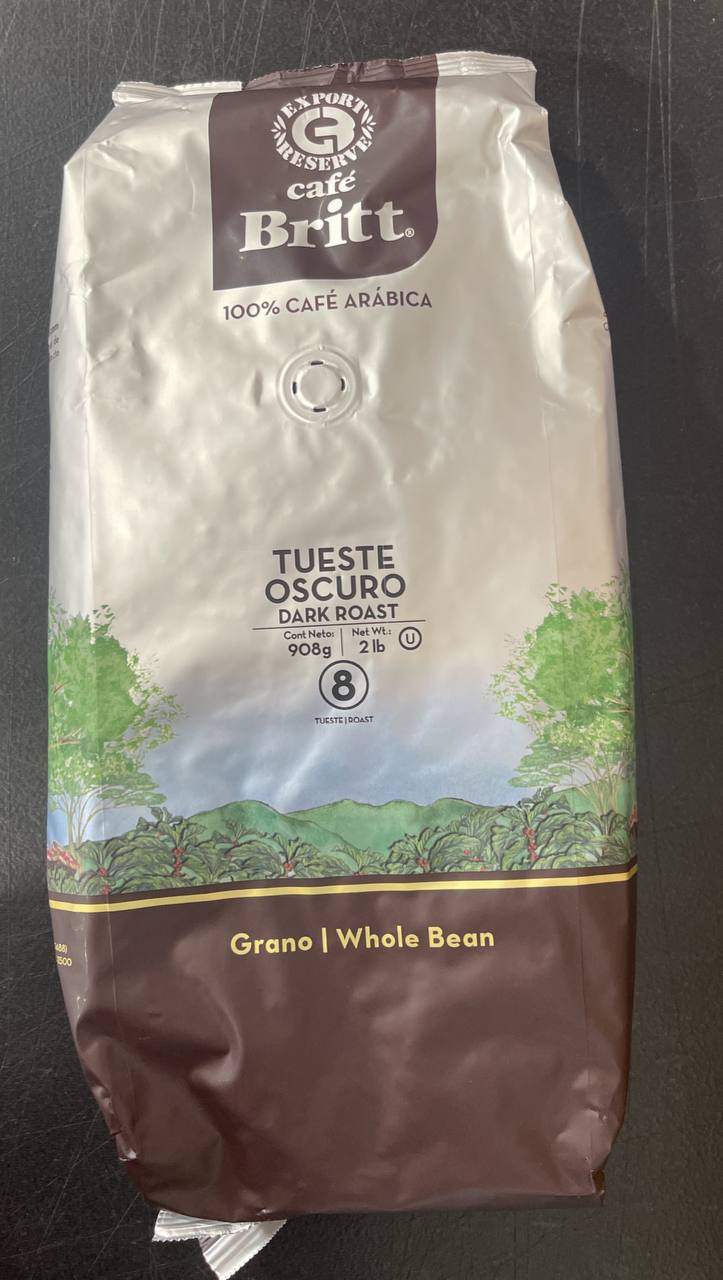 EXPORT
RESERVE
café
Britt®
100% CAFÉ ARÁBICA
TUESTE
OSCURO
DARK ROAST
Cont Neto: Net Wt.:
908g 2 lb U
8
TUESTE | ROAST
Grano | Whole Bean